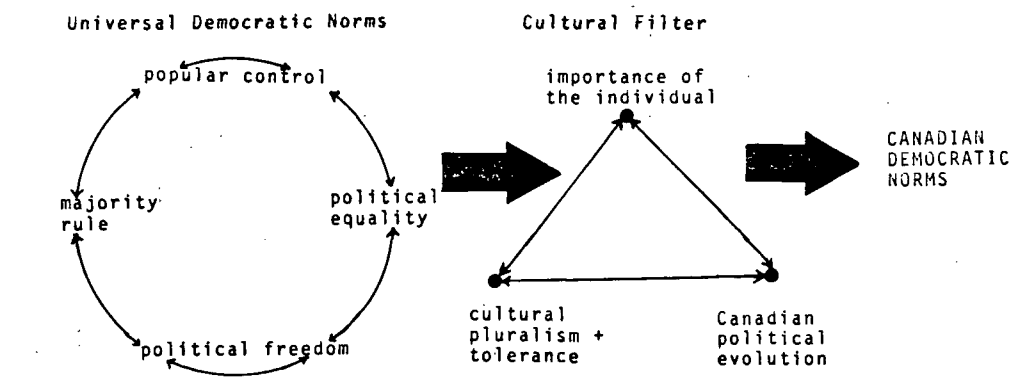 Universal Democratic Norms
popular control
majority
rule
political
equality
political freedom
Cultural Filter
importance of
the individual
cultural
pluralism +
tolerance
Canadian
political
evolution
CANADIAN
DEMOCRATIC
NORMS